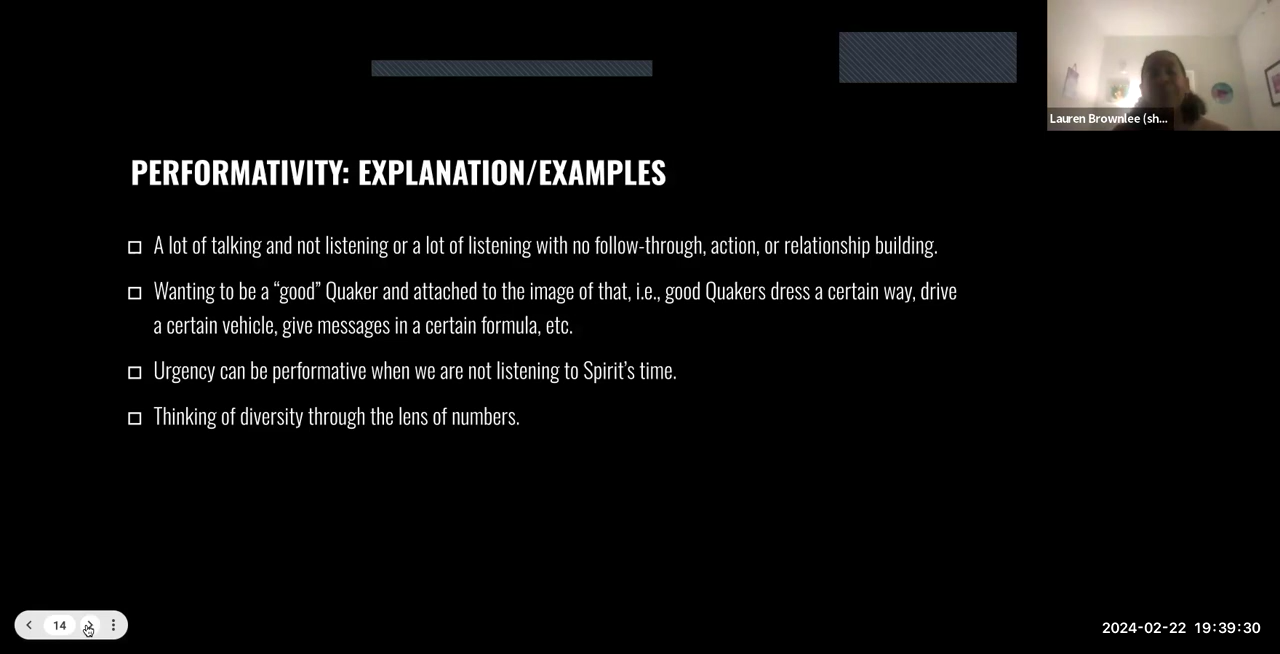 Lauren Brownlee (sh...
PERFORMATIVITY: EXPLANATION/EXAMPLES
A lot of talking and not listening or a lot of listening with no follow-through, action, or relationship building.
Wanting to be a “good” Quaker and attached to the image of that, i.e., good Quakers dress a certain way, drive
a certain vehicle, give messages in a certain formula, etc.
Urgency can be performative when we are not listening to Spirit’s time.
Thinking of diversity through the lens of numbers.
14
2024-02-22 19:39:30